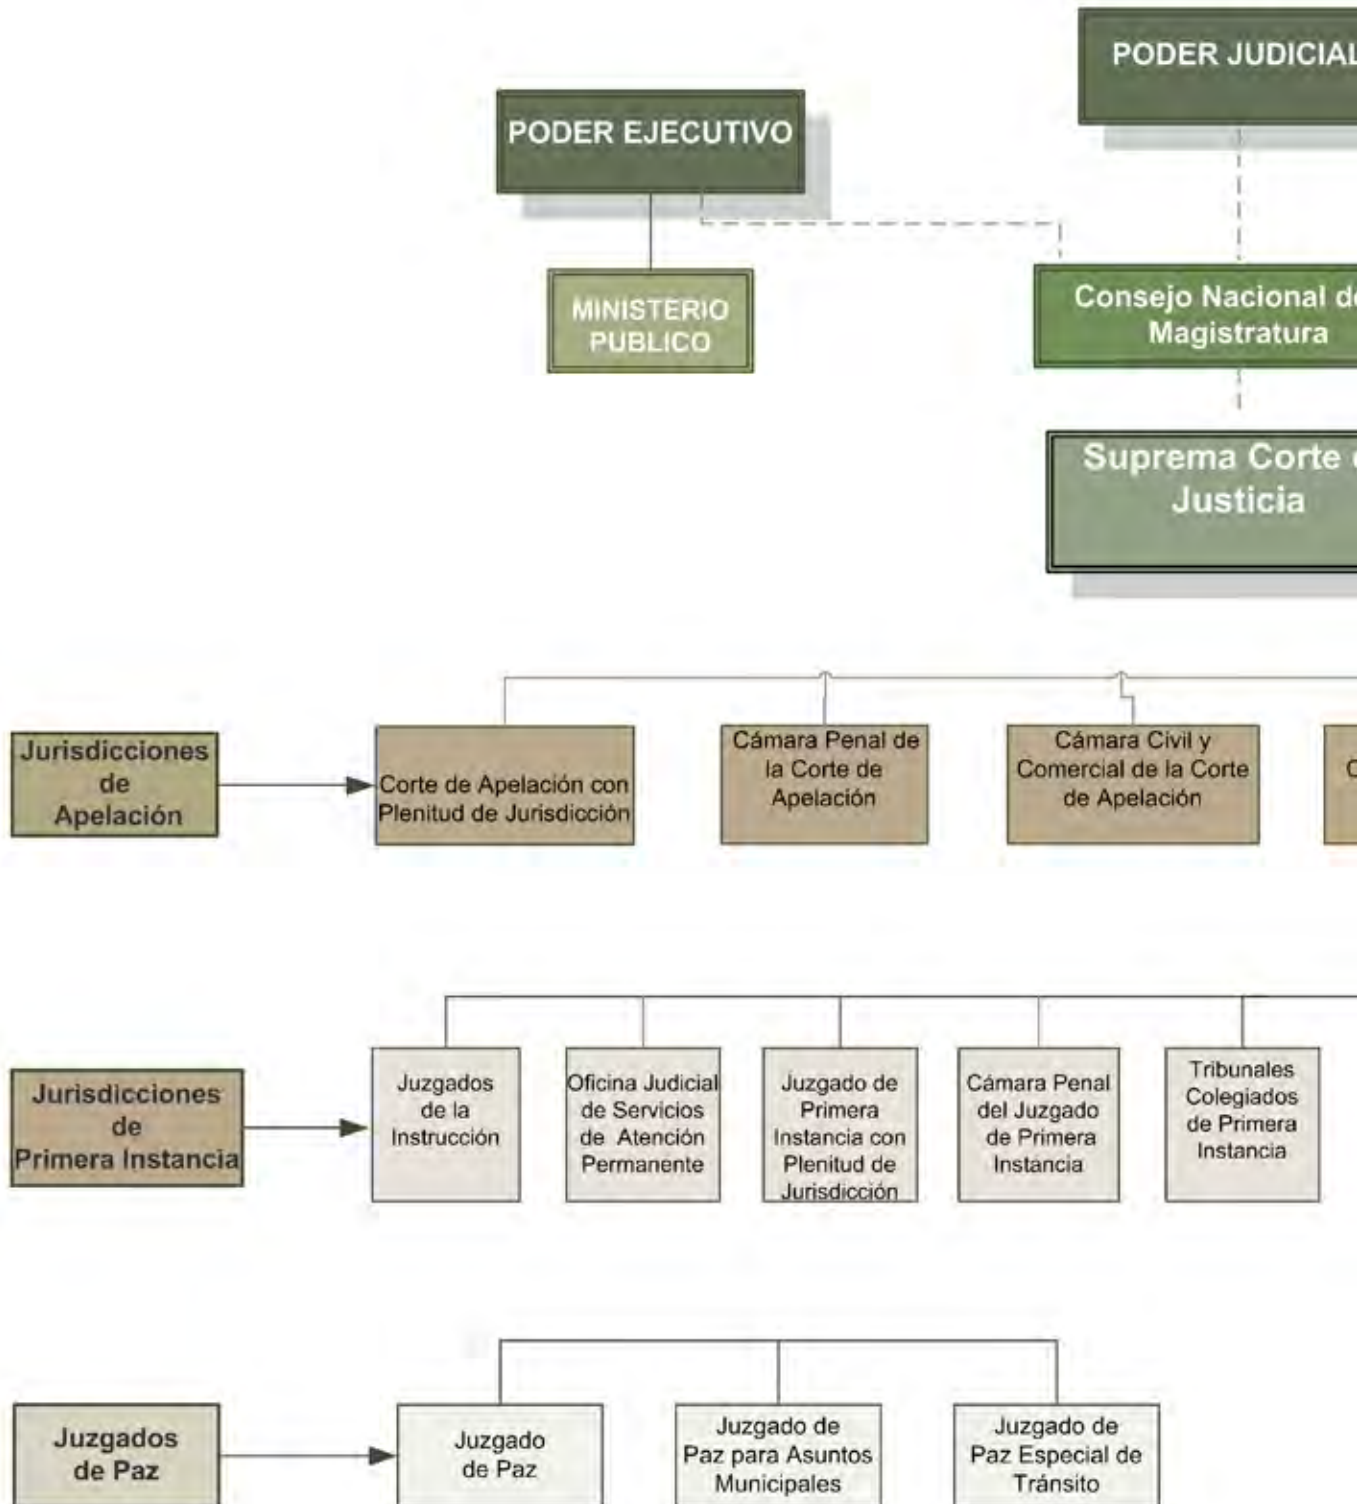 PODER JUDICIAL
PODER EJECUTIVO
MINISTERIO
PUBLICO
Consejo Nacional de
Magistratura
Suprema Corte
Justicia
Jurisdicciones
de
Apelación
Corte de Apelación con
Plenitud de Jurisdicción
Cámara Penal de
la Corte de
Apelación
Cámara Civil y
Comercial de la Corte
de Apelación
Jurisdicciones
de
Primera Instancia
Juzgados
de la
Instrucción
Oficina Judicial
de Servicios
de Atención
Permanente
Juzgado de
Primera
Instancia con
Plenitud de
Jurisdicción
Cámara Penal
del Juzgado
de Primera
Instancia
Tribunales
Colegiados
de Primera
Instancia
Juzgados
de Paz
Juzgado
de Paz
Juzgado de
Paz para Asuntos
Municipales
Juzgado de
Paz Especial de
Tránsito